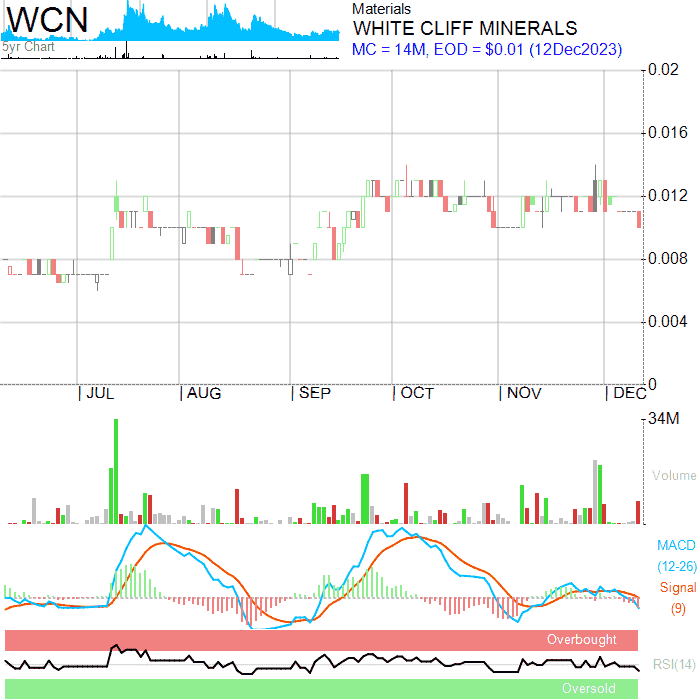 WCN
5yr Chart
Materials
WHITE CLIFF MINERALS
MC = 14M, EOD = $0.01 (12Dec2023)
0.02
0.016
0.012
0.008
0.004
0
JUL AUG SEP OCT NOV DEC
34M
Volume
MACD
(12-26)
Signal
(9)
Overbought
RSI(14)
Oversold